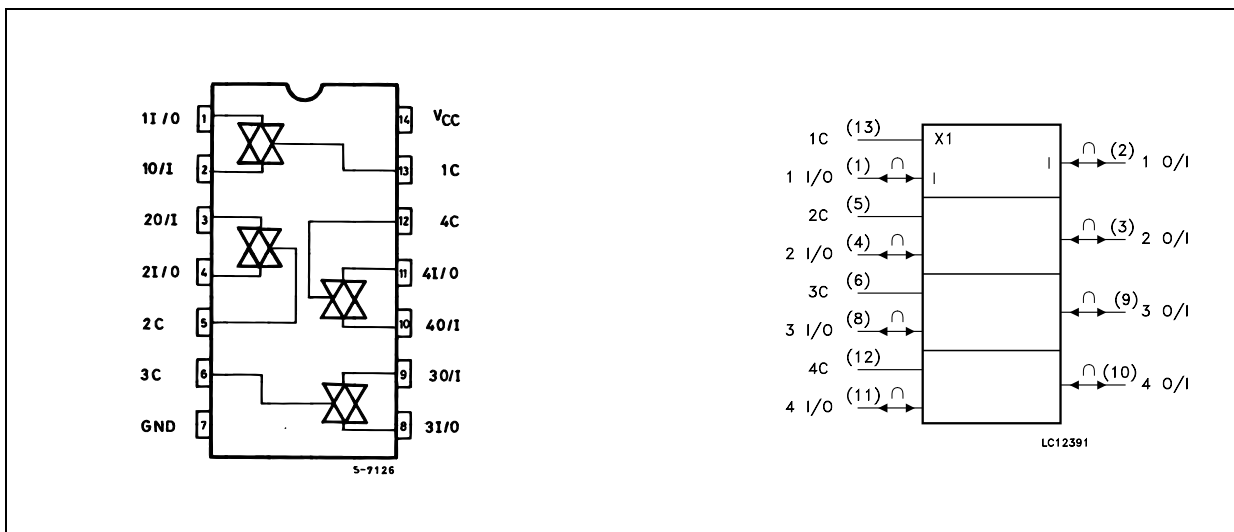 1I/O 1 14 VCC
1O/I 2 13 1C
2O/I 3 12 4C
2I/O 4 11 4I/O
2C 5 10 4O/I
3C 6 9 3O/I
GND 7 8 3I/O
S-7126
1C (13) X1
1 I/O (1) ∩ I
I ∩ (2) 1 O/I
2C (5)
2 I/O (4) ∩
∩ (3) 2 O/I
3C (6)
3 I/O (8) ∩
∩ (9) 3 O/I
4C (12)
4 I/O (11) ∩
∩ (10) 4 O/I
LC12391